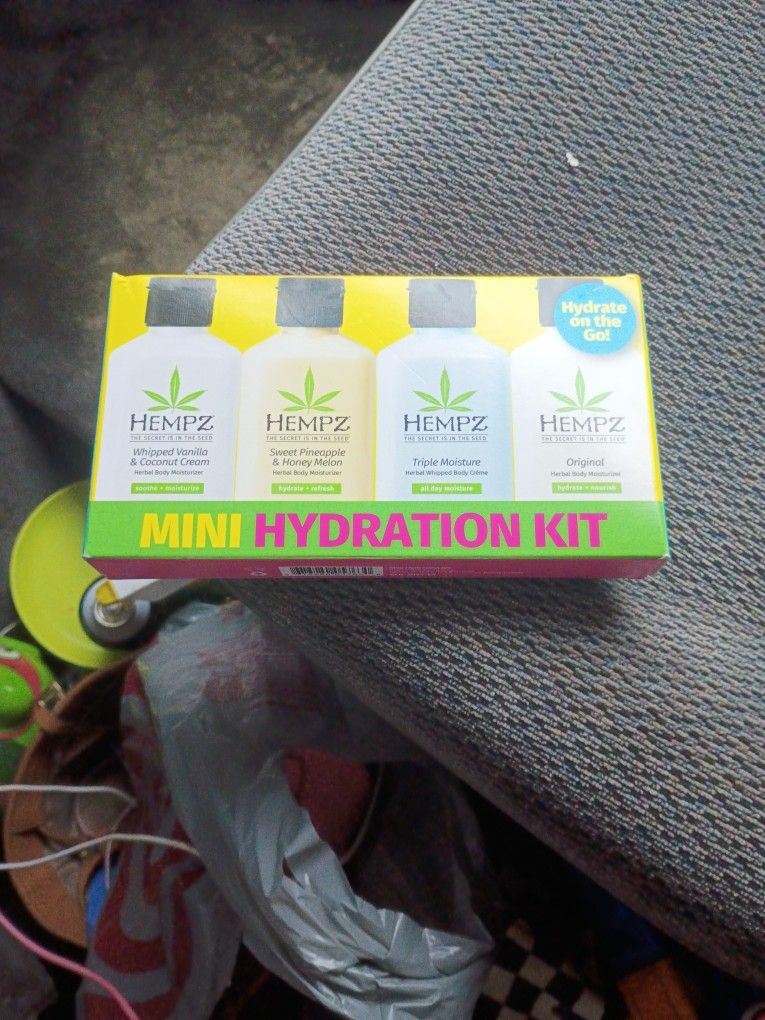 Hydrate
on the
Go!
HEMPZ
THE SECRET IS IN THE SEED
Whipped Vanilla
& Coconut Cream
Herbal Body Moisturizer
soothe + moisturize
HEMPZ
THE SECRET IS IN THE SEED
Sweet Pineapple
& Honey Melon
Herbal Body Moisturizer
hydrate + refresh
HEMPZ
THE SECRET IS IN THE SEED
Triple Moisture
Herbal Whipped Body Crème
all day moisture
HEMPZ
THE SECRET IS IN THE SEED
Original
Herbal Body Moisturizer
hydrate + nourish
MINI HYDRATION KIT